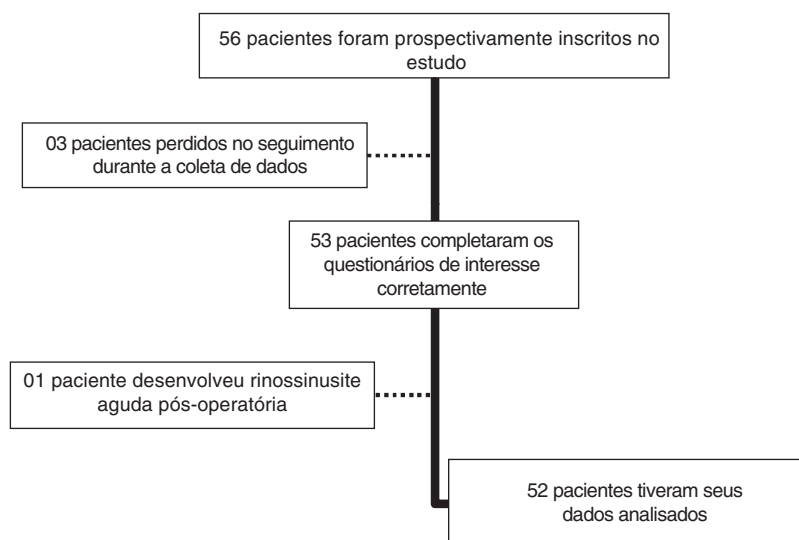 56 pacientes foram prospectivamente inscritos no
estudo
03 pacientes perdidos no seguimento
durante a coleta de dados
53 pacientes completaram os
questionários de interesse
corretamente
01 paciente desenvolveu rinossinusite
aguda pós-operatória
52 pacientes tiveram seus
dados analisados